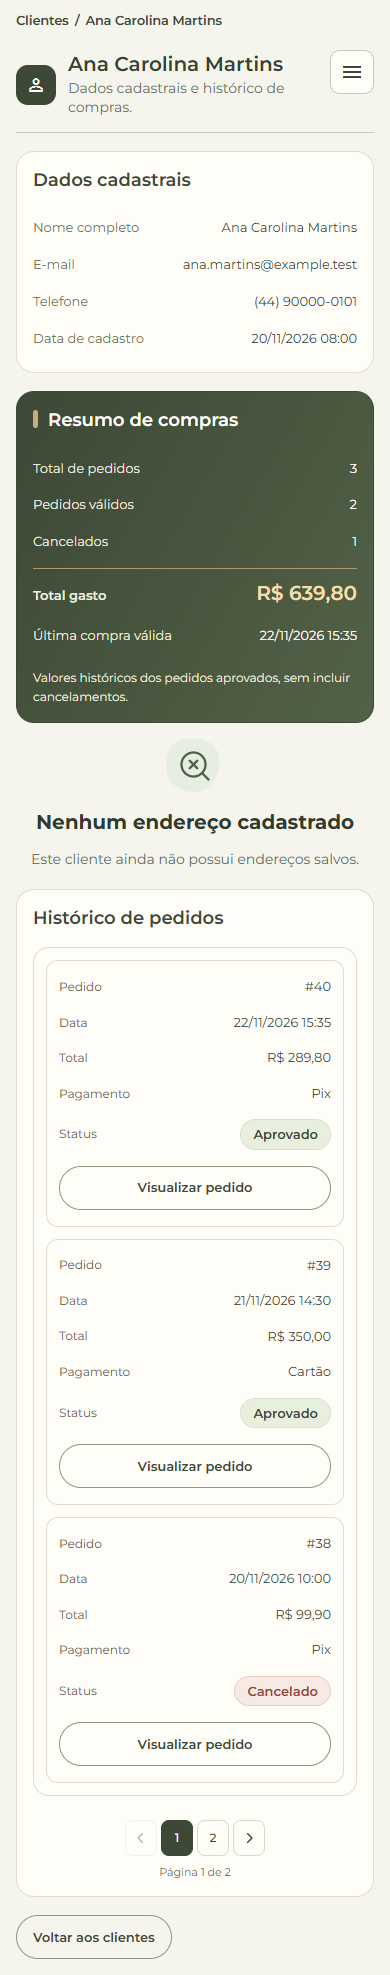 Clientes / Ana Carolina Martins
Ana Carolina Martins
Dados cadastrais e histórico de
compras.
Dados cadastrais
Nome completo Ana Carolina Martins
E-mail ana.martins@example.test
Telefone (44) 90000-0101
Data de cadastro 20/11/2026 08:00
Resumo de compras
Total de pedidos 3
Pedidos válidos 2
Cancelados 1
Total gasto R$ 639,80
Última compra válida 22/11/2026 15:35
Valores históricos dos pedidos aprovados, sem incluir
cancelamentos.
Nenhum endereço cadastrado
Este cliente ainda não possui endereços salvos.
Histórico de pedidos
Pedido #40
Data 22/11/2026 15:35
Total R$ 289,80
Pagamento Pix
Status Aprovado
Visualizar pedido
Pedido #39
Data 21/11/2026 14:30
Total R$ 350,00
Pagamento Cartão
Status Aprovado
Visualizar pedido
Pedido #38
Data 20/11/2026 10:00
Total R$ 99,90
Pagamento Pix
Status Cancelado
Visualizar pedido
1 2
Página 1 de 2
Voltar aos clientes